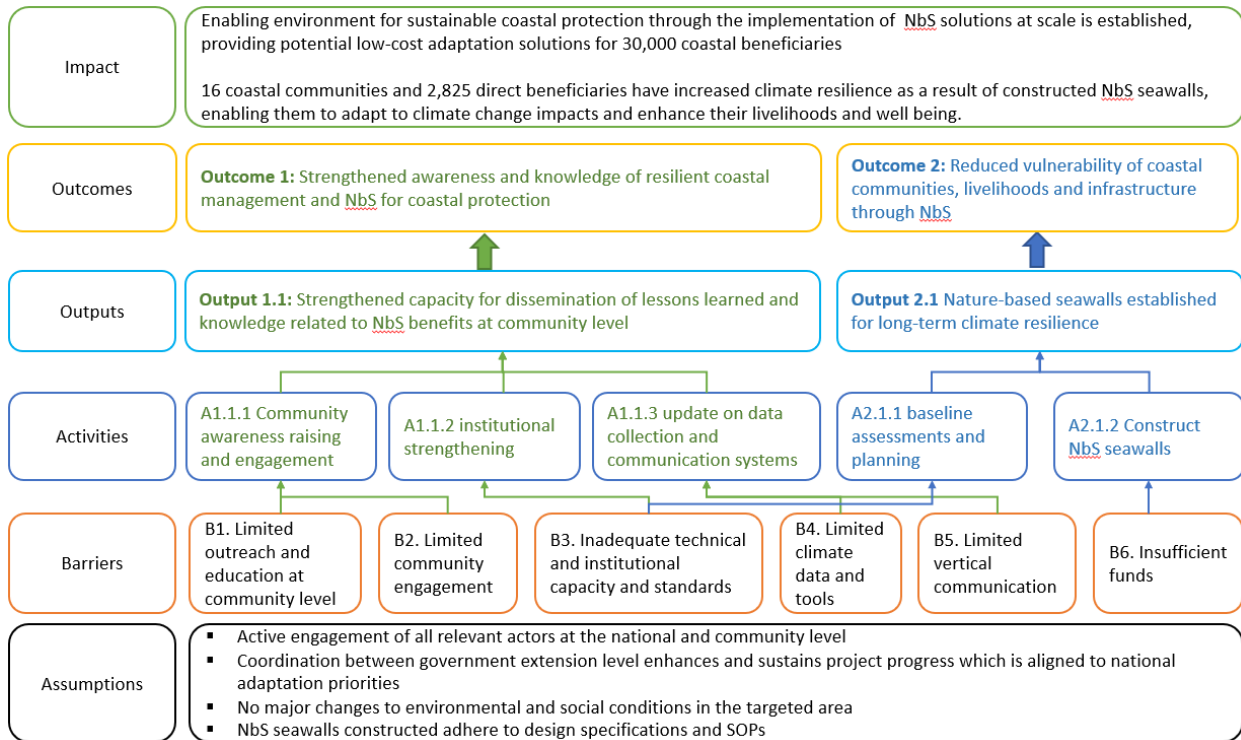 Impact
Enabling environment for sustainable coastal protection through the implementation of NbS solutions at scale is established,
providing potential low-cost adaptation solutions for 30,000 coastal beneficiaries
16 coastal communities and 2,825 direct beneficiaries have increased climate resilience as a result of constructed NbS seawalls,
enabling them to adapt to climate change impacts and enhance their livelihoods and well being.
Outcomes
Outcome 1: Strengthened awareness and knowledge of resilient coastal
management and NbS for coastal protection
Outcome 2: Reduced vulnerability of coastal
communities, livelihoods and infrastructure
through NbS
Outputs
Output 1.1: Strengthened capacity for dissemination of lessons learned and
knowledge related to NbS benefits at community level
Output 2.1 Nature-based seawalls established
for long-term climate resilience
Activities
A1.1.1 Community
awareness raising
and engagement
A1.1.2 institutional
strengthening
A1.1.3 update on data
collection and
communication systems
A2.1.1 baseline
assessments and
planning
A2.1.2 Construct
NbS seawalls
Barriers
B1. Limited
outreach and
education at
community level
B2. Limited
community
engagement
B3. Inadequate technical
and institutional
capacity and standards
B4. Limited
climate
data and
tools
B5. Limited
vertical
communication
B6. Insufficient
funds
Assumptions
▪ Active engagement of all relevant actors at the national and community level
▪ Coordination between government extension level enhances and sustains project progress which is aligned to national
adaptation priorities
▪ No major changes to environmental and social conditions in the targeted area
▪ NbS seawalls constructed adhere to design specifications and SOPs